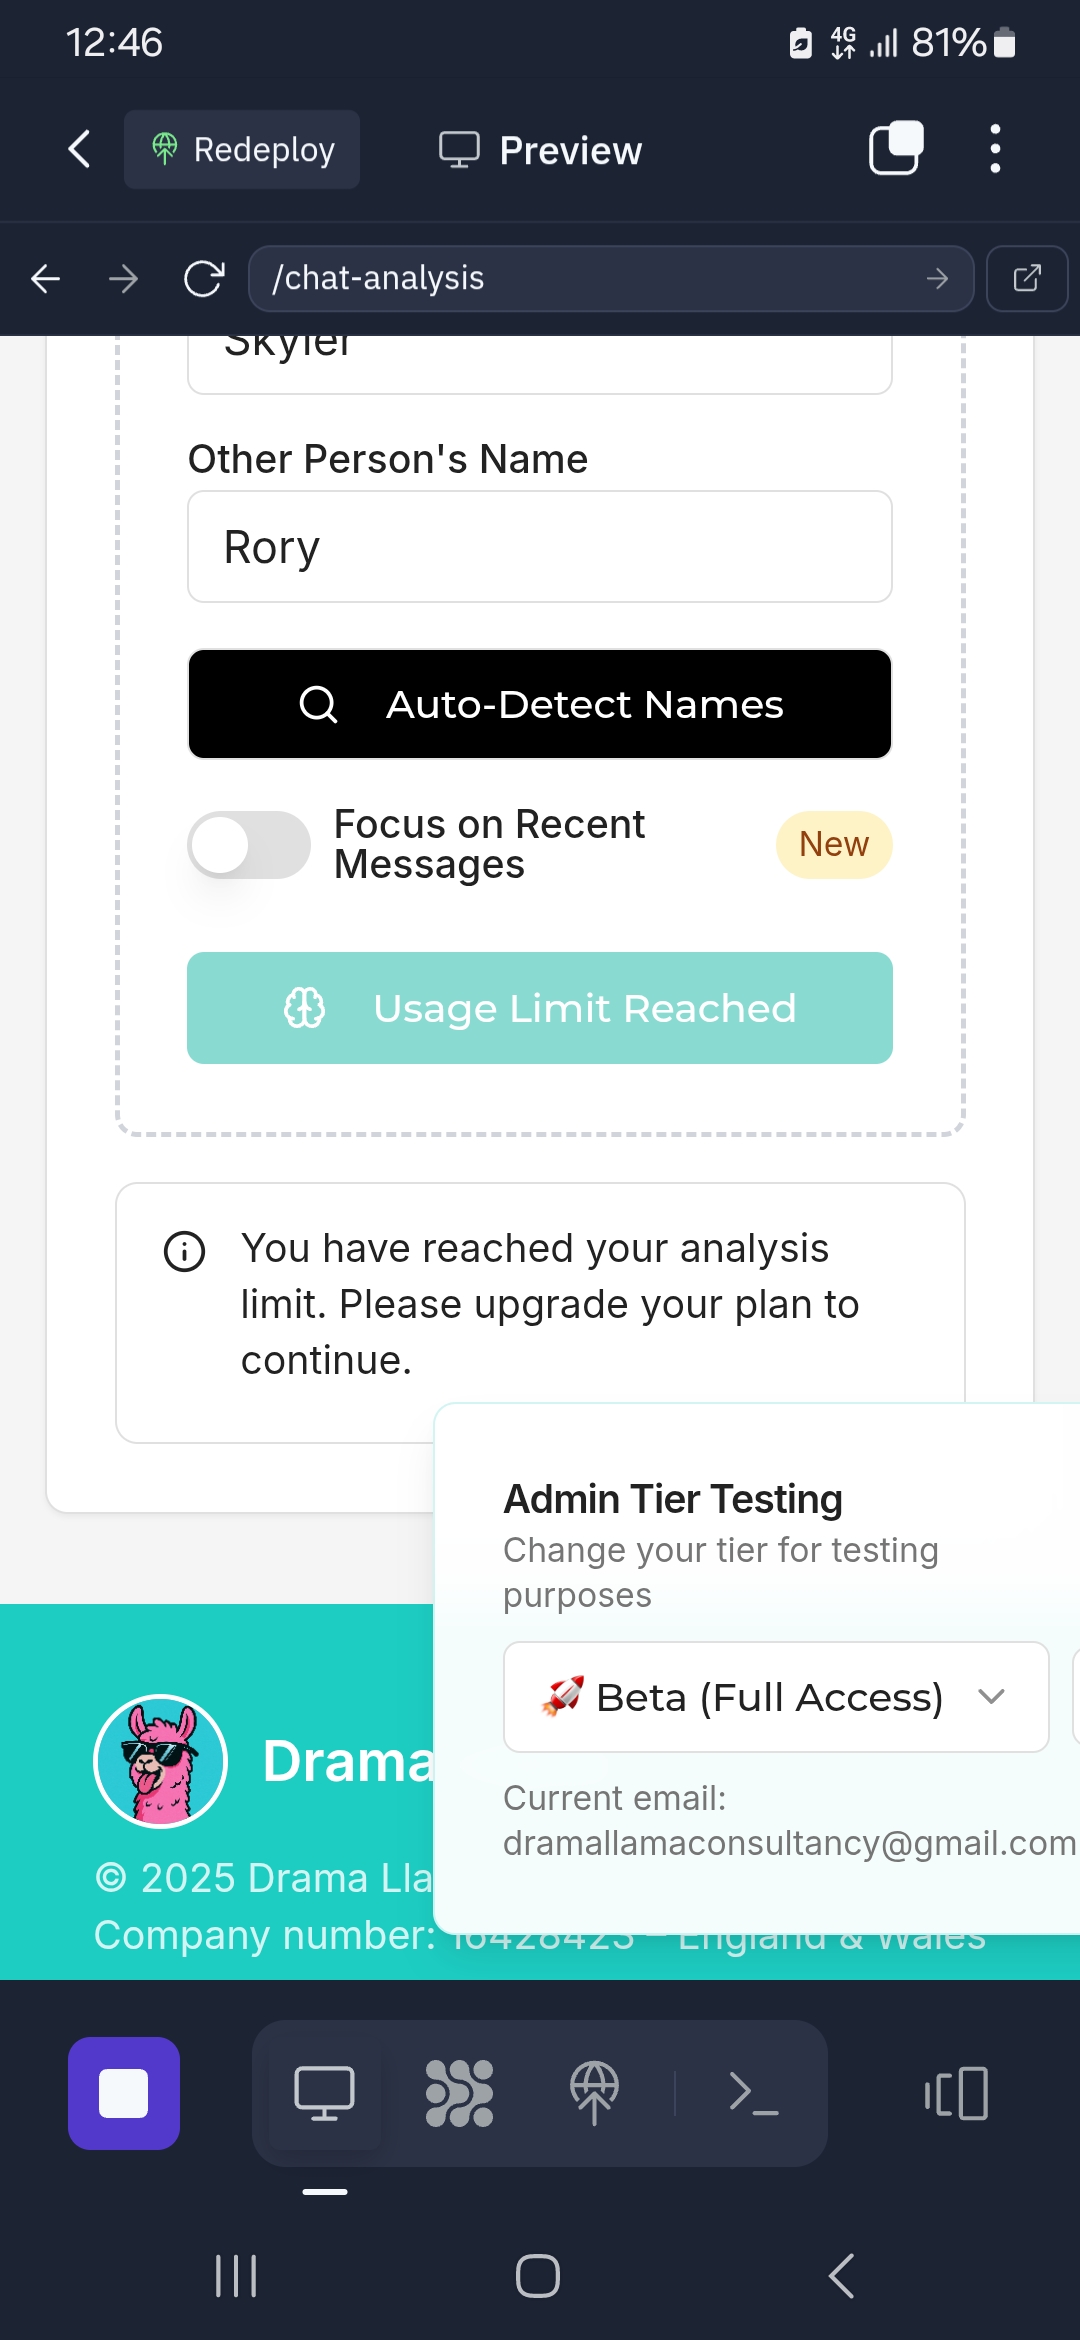 12:46
4G
81%
Redeploy
Preview
/chat-analysis
Skyler
Other Person's Name
Rory
Auto-Detect Names
Focus on Recent
Messages
New
Usage Limit Reached
You have reached your analysis
limit. Please upgrade your plan to
continue.
Admin Tier Testing
Change your tier for testing
purposes
Beta (Full Access)
Current email:
dramallamaconsultancy@gmail.com
Drama
© 2025 Drama Lla
Company number: 16428423 – England & Wales